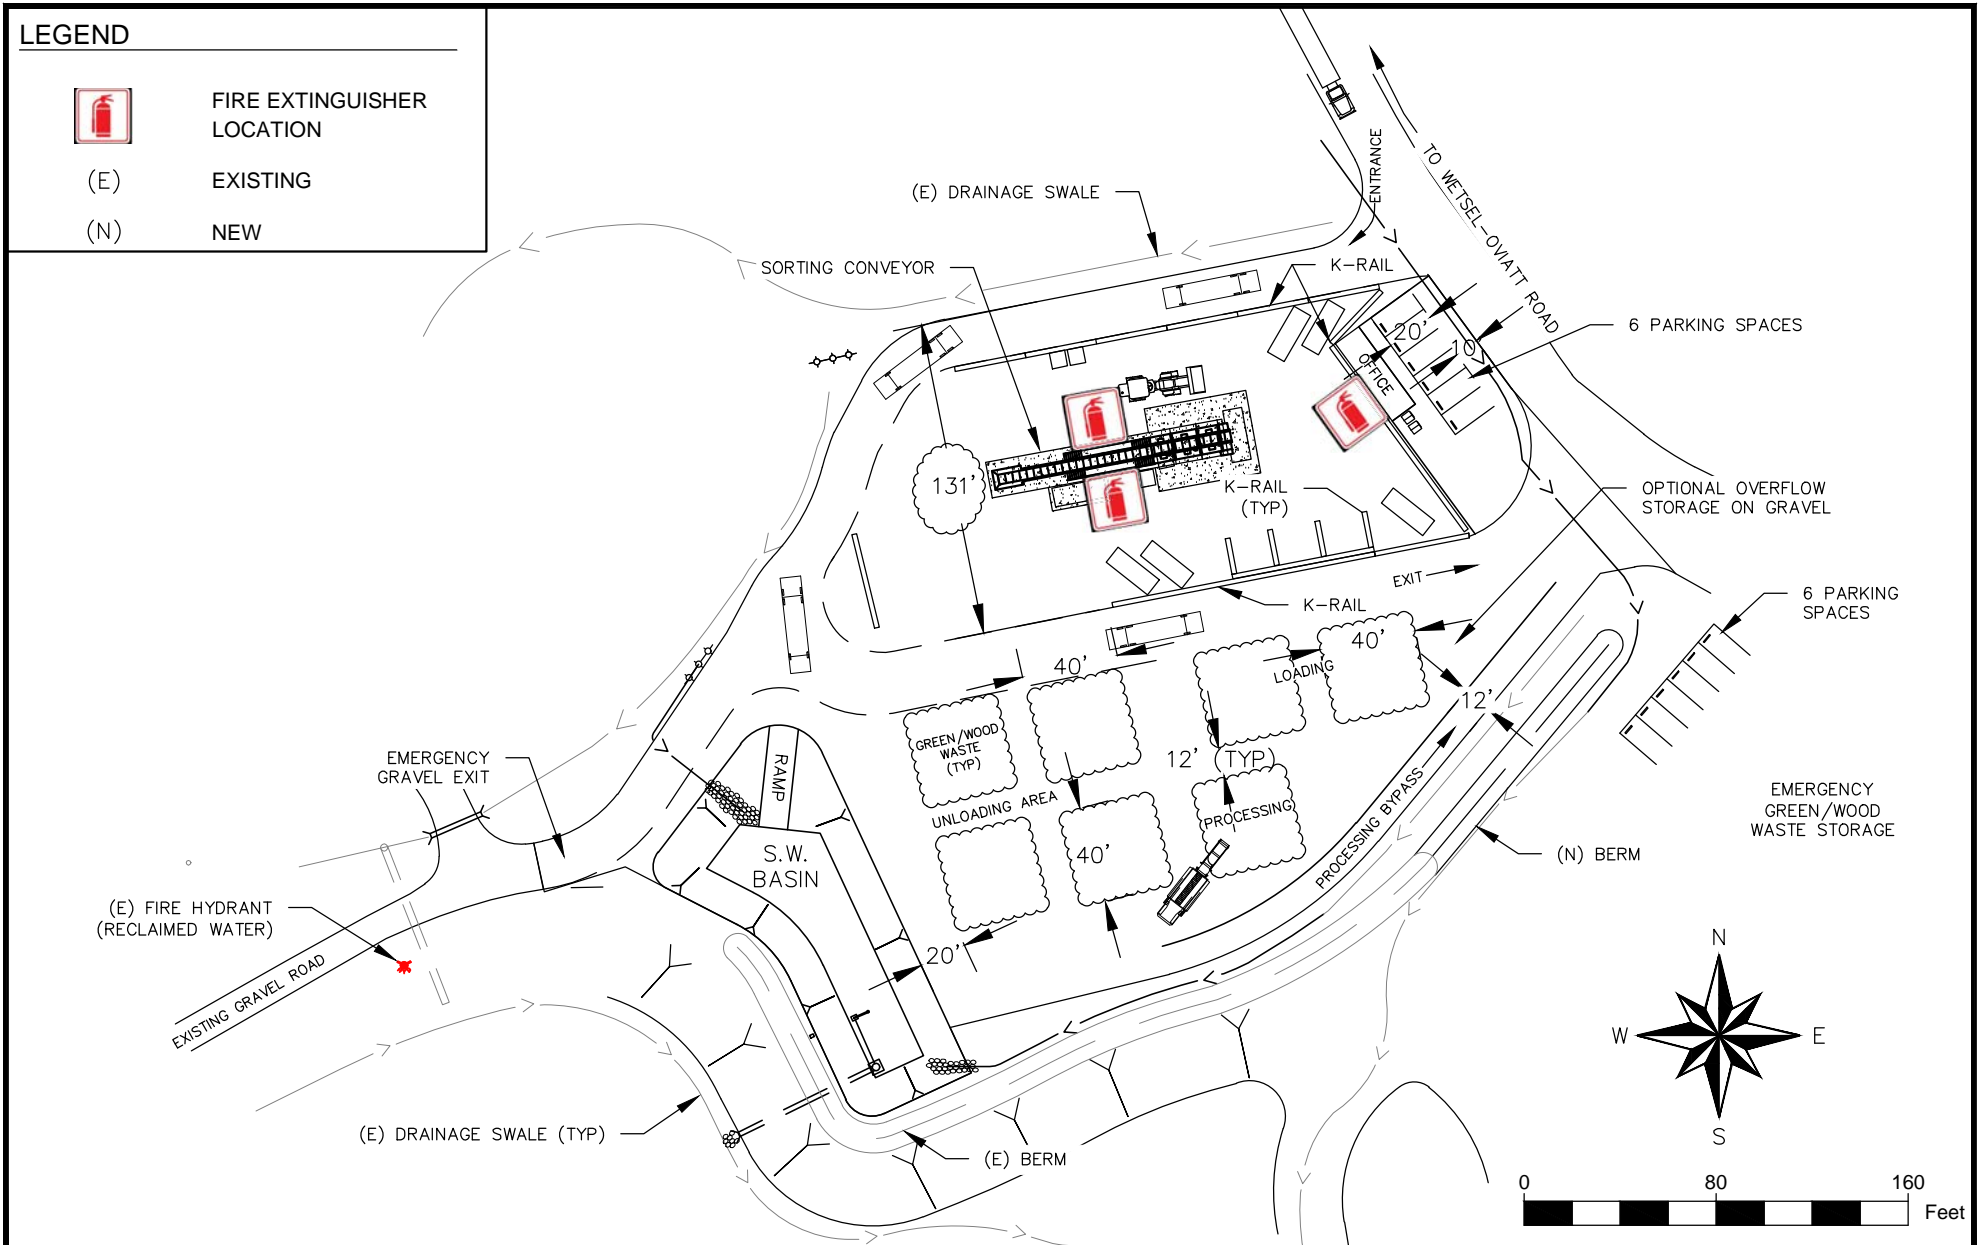 LEGEND
FIRE EXTINGUISHER
LOCATION
(E) EXISTING
(N) NEW
(E) DRAINAGE SWALE
ENTRANCE
TO WETSEL-OVIATT ROAD
SORTING CONVEYOR
K-RAIL
6 PARKING SPACES
20'
10'
OFFICE
131'
K-RAIL
(TYP)
OPTIONAL OVERFLOW
STORAGE ON GRAVEL
EXIT
K-RAIL
6 PARKING
SPACES
40'
40'
LOADING
12'
GREEN/WOOD
WASTE
(TYP)
12' (TYP)
EMERGENCY
GRAVEL EXIT
RAMP
UNLOADING AREA
PROCESSING
PROCESSING BYPASS
EMERGENCY
GREEN/WOOD
WASTE STORAGE
S.W.
BASIN
40'
(N) BERM
(E) FIRE HYDRANT
(RECLAIMED WATER)
20'
EXISTING GRAVEL ROAD
N
W E
S
(E) DRAINAGE SWALE (TYP)
(E) BERM
0 80 160
Feet